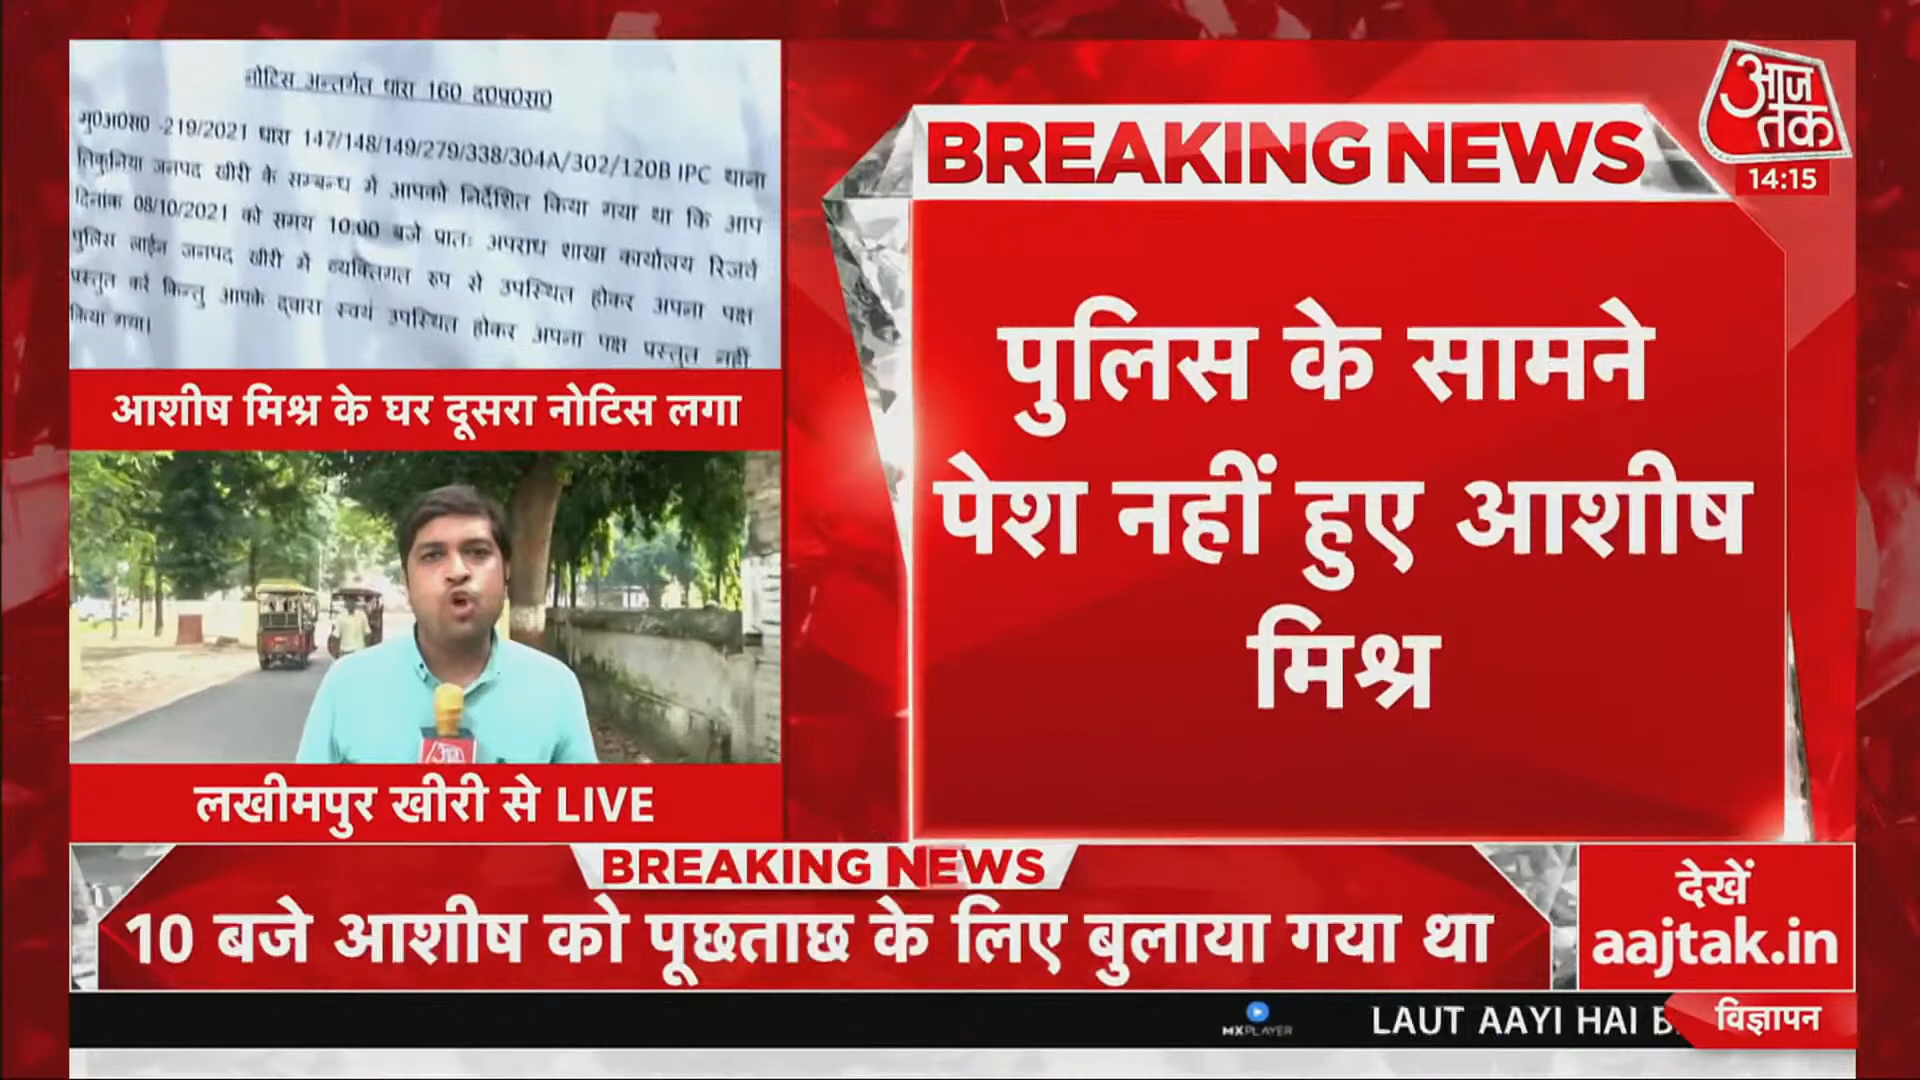 नोटिस अन्तर्गत धारा 160 द0प्र0स0
मु0अ0स0 -219/2021 धारा 147/148/149/279/338/304A/302/120B IPC थाना
तिकुनिया जनपद खीरी के सम्बन्ध में आपको निर्देशित किया गया था कि आप
दिनांक 08/10/2021 को समय 10:00 बजे प्रातः अपराध शाखा कार्यालय रिजर्व
पुलिस लाईन जनपद खीरी में व्यक्तिगत रुप से उपस्थित होकर अपना पक्ष
प्रस्तुत करें किन्तु आपके द्वारा स्वयं उपस्थित होकर अपना पक्ष प्रस्तुत नहीं
किया गया।
आशीष मिश्र के घर दूसरा नोटिस लगा
आज
तक
लखीमपुर खीरी से LIVE
BREAKING NEWS
आज
तक
14:15
पुलिस के सामने
पेश नहीं हुए आशीष
मिश्र
BREAKING NEWS
10 बजे आशीष को पूछताछ के लिए बुलाया गया था
देखें
aajtak.in
MXPLAYER
LAUT AAYI HAI
विज्ञापन